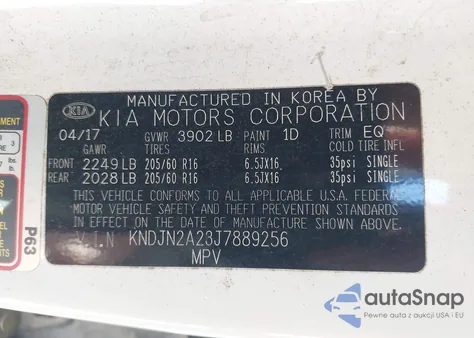 MANUFACTURED IN KOREA BY
KIA KIA MOTORS CORPORATION
04/17 GVWR 3902 LB PAINT 1D TRIM EQ
GAWR TIRES RIMS COLD TIRE INFL
FRONT 2249 LB 205/60 R16 6.5JX16 35psi SINGLE
REAR 2028 LB 205/60 R16 6.5JX16 35psi SINGLE
THIS VEHICLE CONFORMS TO ALL APPLICABLE U.S.A. FEDERAL
MOTOR VEHICLE SAFETY AND THEFT PREVENTION STANDARDS
IN EFFECT ON THE DATE OF MANUFACTURE SHOWN ABOVE.
V.I.N KNDJN2A23J7889256
MPV
P63
autoSnap
Pewne auta z USA i EU